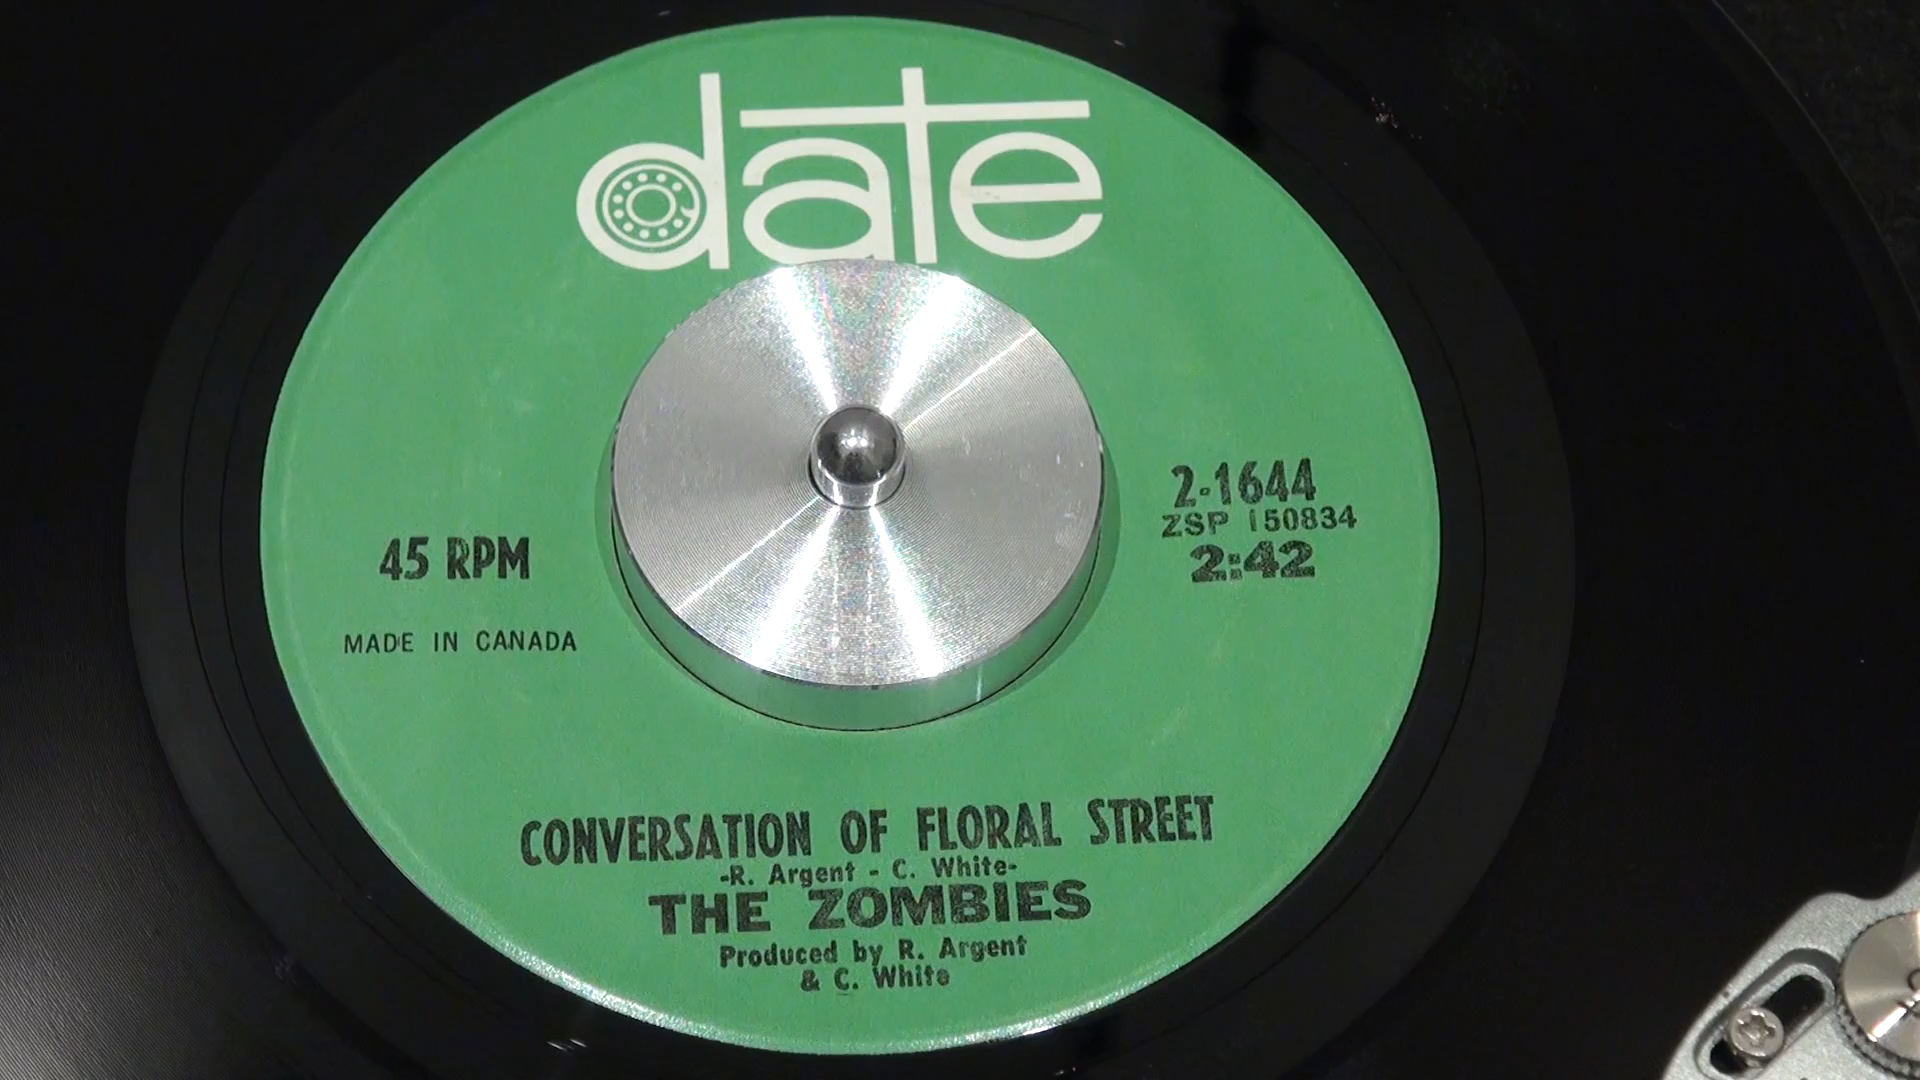 date
2-1644
ZSP 150834
2:42
45 RPM
MADE IN CANADA
CONVERSATION OF FLORAL STREET
-R. Argent - C. White-
THE ZOMBIES
Produced by R. Argent
& C. White